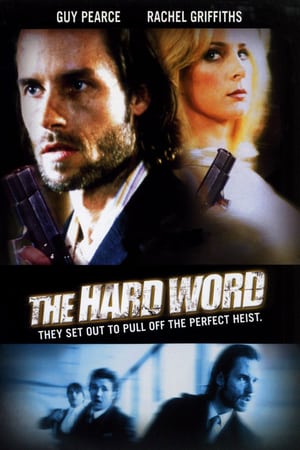 GUY PEARCE RACHEL GRIFFITHS
THE HARD WORD
THEY SET OUT TO PULL OFF THE PERFECT HEIST.